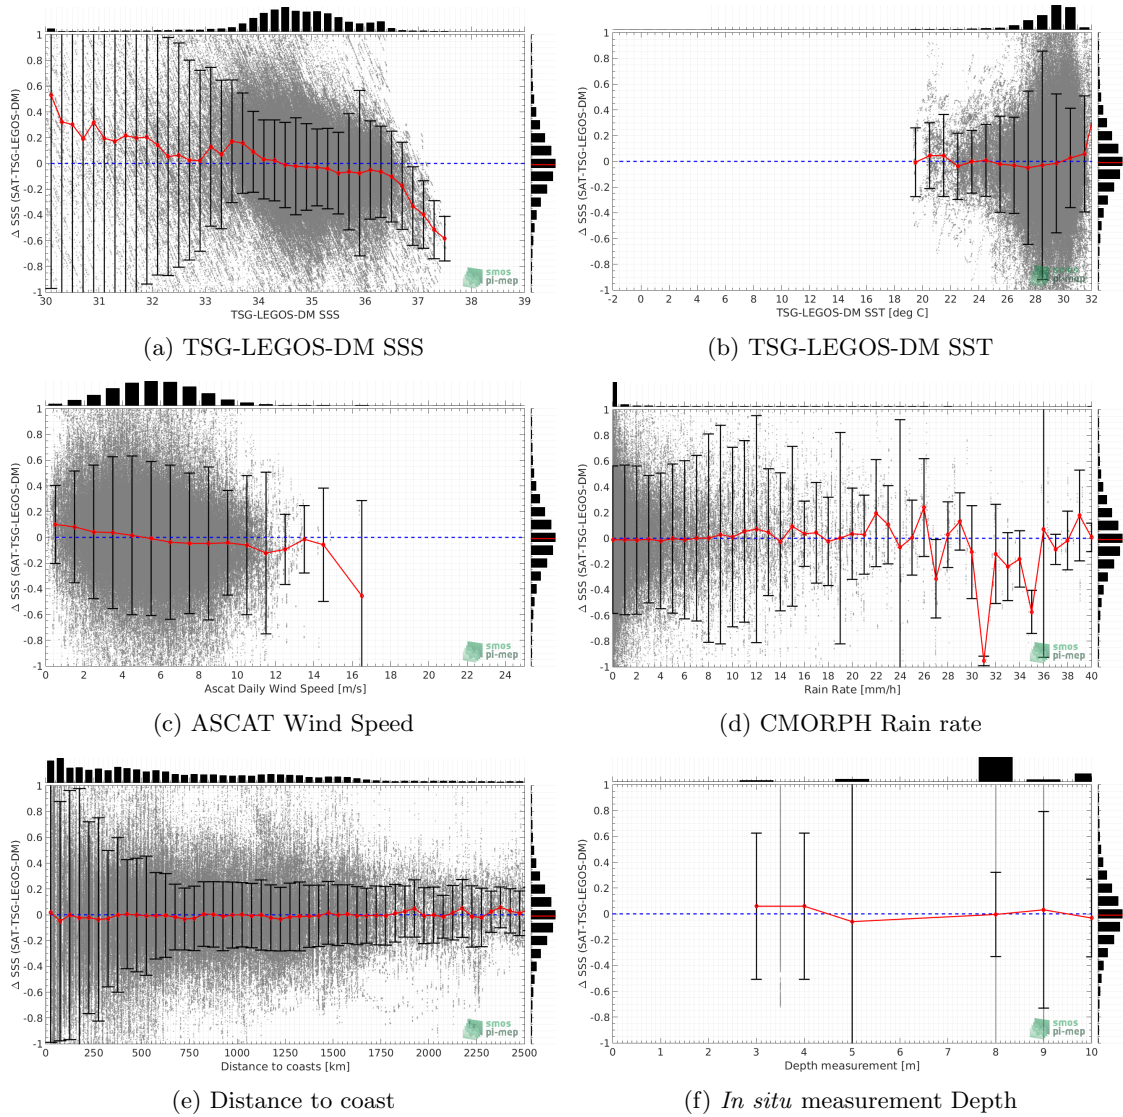 1
0.8
0.6
0.4
0.2
0
-0.2
-0.4
-0.6
-0.8
-1
Δ SSS (SAT-TSG-LEGOS-DM)
30 31 32 33 34 35 36 37 38 39
TSG-LEGOS-DM SSS
smos
pi-mep
(a) TSG-LEGOS-DM SSS
1
0.8
0.6
0.4
0.2
0
-0.2
-0.4
-0.6
-0.8
-1
Δ SSS (SAT-TSG-LEGOS-DM)
-2 0 2 4 6 8 10 12 14 16 18 20 22 24 26 28 30 32
TSG-LEGOS-DM SST [deg C]
smos
pi-mep
(b) TSG-LEGOS-DM SST
1
0.8
0.6
0.4
0.2
0
-0.2
-0.4
-0.6
-0.8
-1
Δ SSS (SAT-TSG-LEGOS-DM)
0 2 4 6 8 10 12 14 16 18 20 22 24
Ascat Daily Wind Speed [m/s]
smos
pi-mep
(c) ASCAT Wind Speed
1
0.8
0.6
0.4
0.2
0
-0.2
-0.4
-0.6
-0.8
-1
Δ SSS (SAT-TSG-LEGOS-DM)
0 2 4 6 8 10 12 14 16 18 20 22 24 26 28 30 32 34 36 38 40
Rain Rate [mm/h]
smos
pi-mep
(d) CMORPH Rain rate
1
0.8
0.6
0.4
0.2
0
-0.2
-0.4
-0.6
-0.8
-1
Δ SSS (SAT-TSG-LEGOS-DM)
0 250 500 750 1000 1250 1500 1750 2000 2250 2500
Distance to coasts [km]
smos
pi-mep
(e) Distance to coast
1
0.8
0.6
0.4
0.2
0
-0.2
-0.4
-0.6
-0.8
-1
Δ SSS (SAT-TSG-LEGOS-DM)
0 1 2 3 4 5 6 7 8 9 10
Depth measurement [m]
smos
pi-mep
(f) In situ measurement Depth